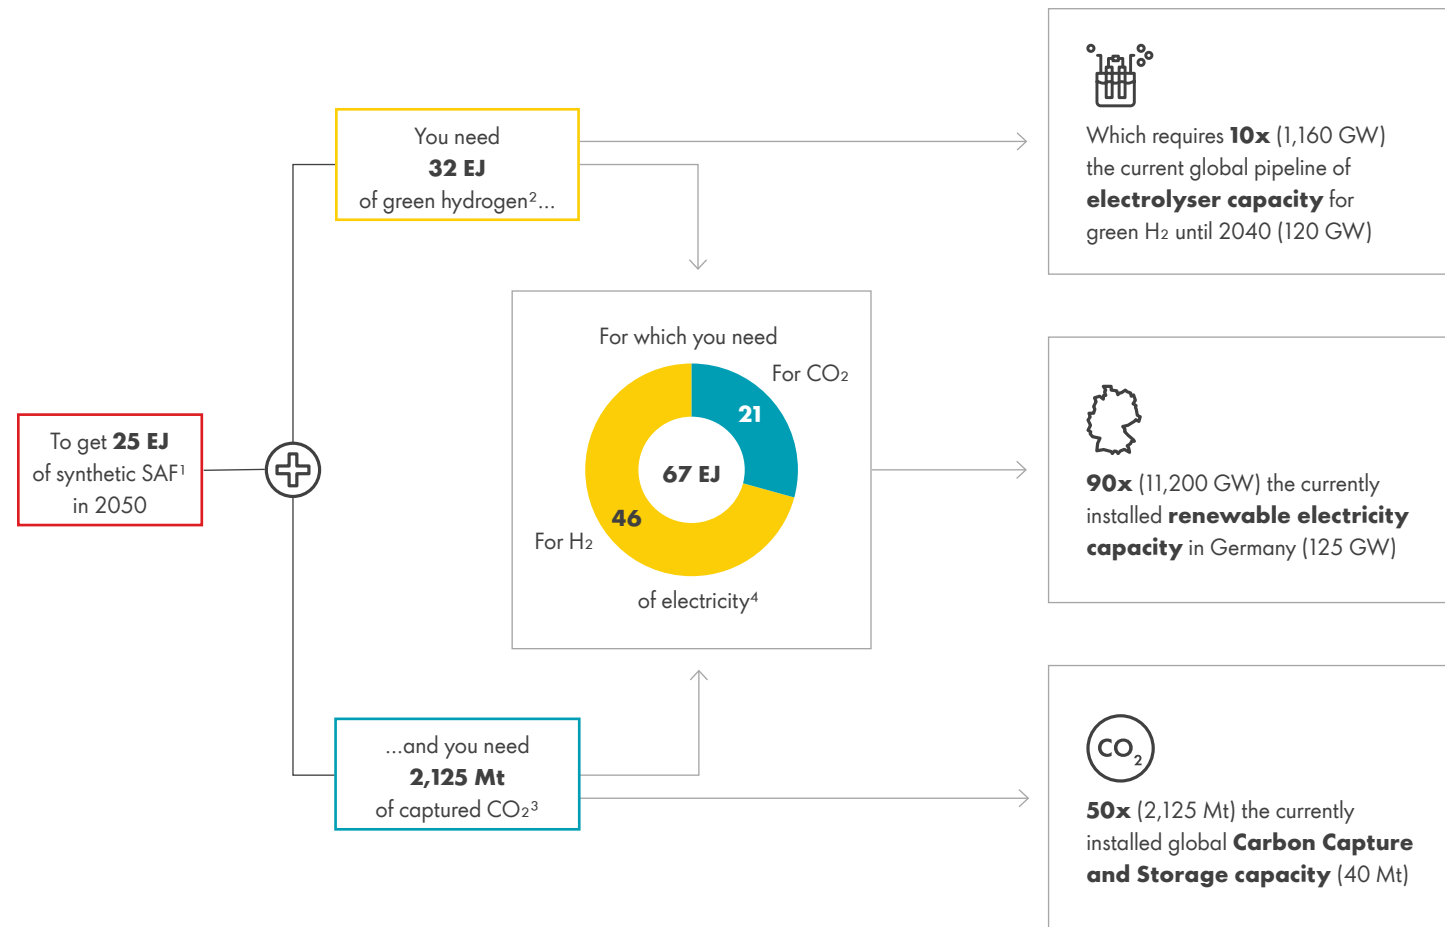 To get 25 EJ
of synthetic SAF¹
in 2050
You need
32 EJ
of green hydrogen²...
...and you need
2,125 Mt
of captured CO₂³
For which you need
For CO₂
21
67 EJ
46
For H₂
of electricity⁴
Which requires 10x (1,160 GW)
the current global pipeline of
electrolyser capacity for
green H₂ until 2040 (120 GW)
90x (11,200 GW) the currently
installed renewable electricity
capacity in Germany (125 GW)
CO₂
50x (2,125 Mt) the currently
installed global Carbon Capture
and Storage capacity (40 Mt)